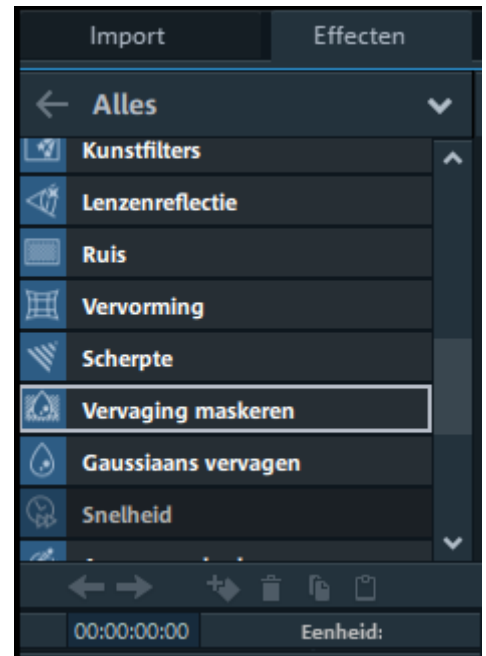 Import Effecten
Alles
Kunstfilters
Lenzenreflectie
Ruis
Vervorming
Scherpte
Vervaging maskeren
Gaussiaans vervagen
Snelheid
00:00:00:00 Eenheid: